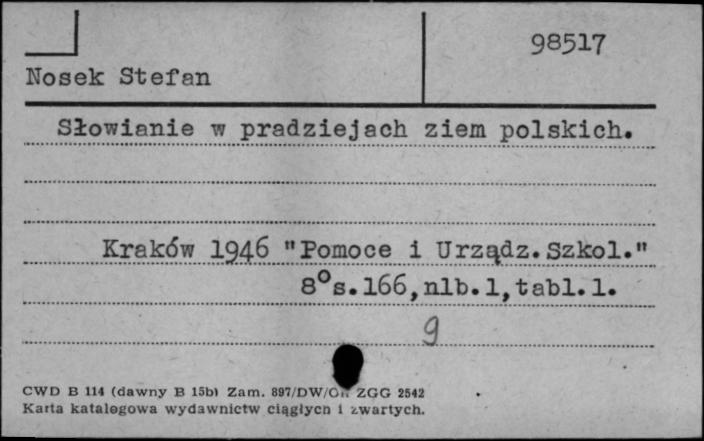 98517
Nosek Stefan
Słowianie w pradziejach ziem polskich.
Kraków 1946 "Pomoce i Urządz.Szkol."
8°s.166,nlb.1,tabl.1.
9
CWD B 114 (dawny B 15b) Zam. 897/DW/ ZGG 2542
Karta katalogowa wydawnictw ciągłych i zwartych.